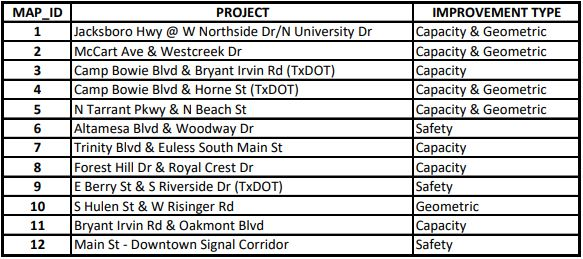 MAP_ID PROJECT IMPROVEMENT TYPE
1 Jacksboro Hwy @ W Northside Dr/N University Dr Capacity & Geometric
2 McCart Ave & Westcreek Dr Capacity & Geometric
3 Camp Bowie Blvd & Bryant Irvin Rd (TxDOT) Capacity
4 Camp Bowie Blvd & Horne St (TxDOT) Capacity & Geometric
5 N Tarrant Pkwy & N Beach St Capacity & Geometric
6 Altamesa Blvd & Woodway Dr Safety
7 Trinity Blvd & Euless South Main St Capacity
8 Forest Hill Dr & Royal Crest Dr Capacity
9 E Berry St & S Riverside Dr (TxDOT) Safety
10 S Hulen St & W Risinger Rd Geometric
11 Bryant Irvin Rd & Oakmont Blvd Capacity
12 Main St - Downtown Signal Corridor Safety